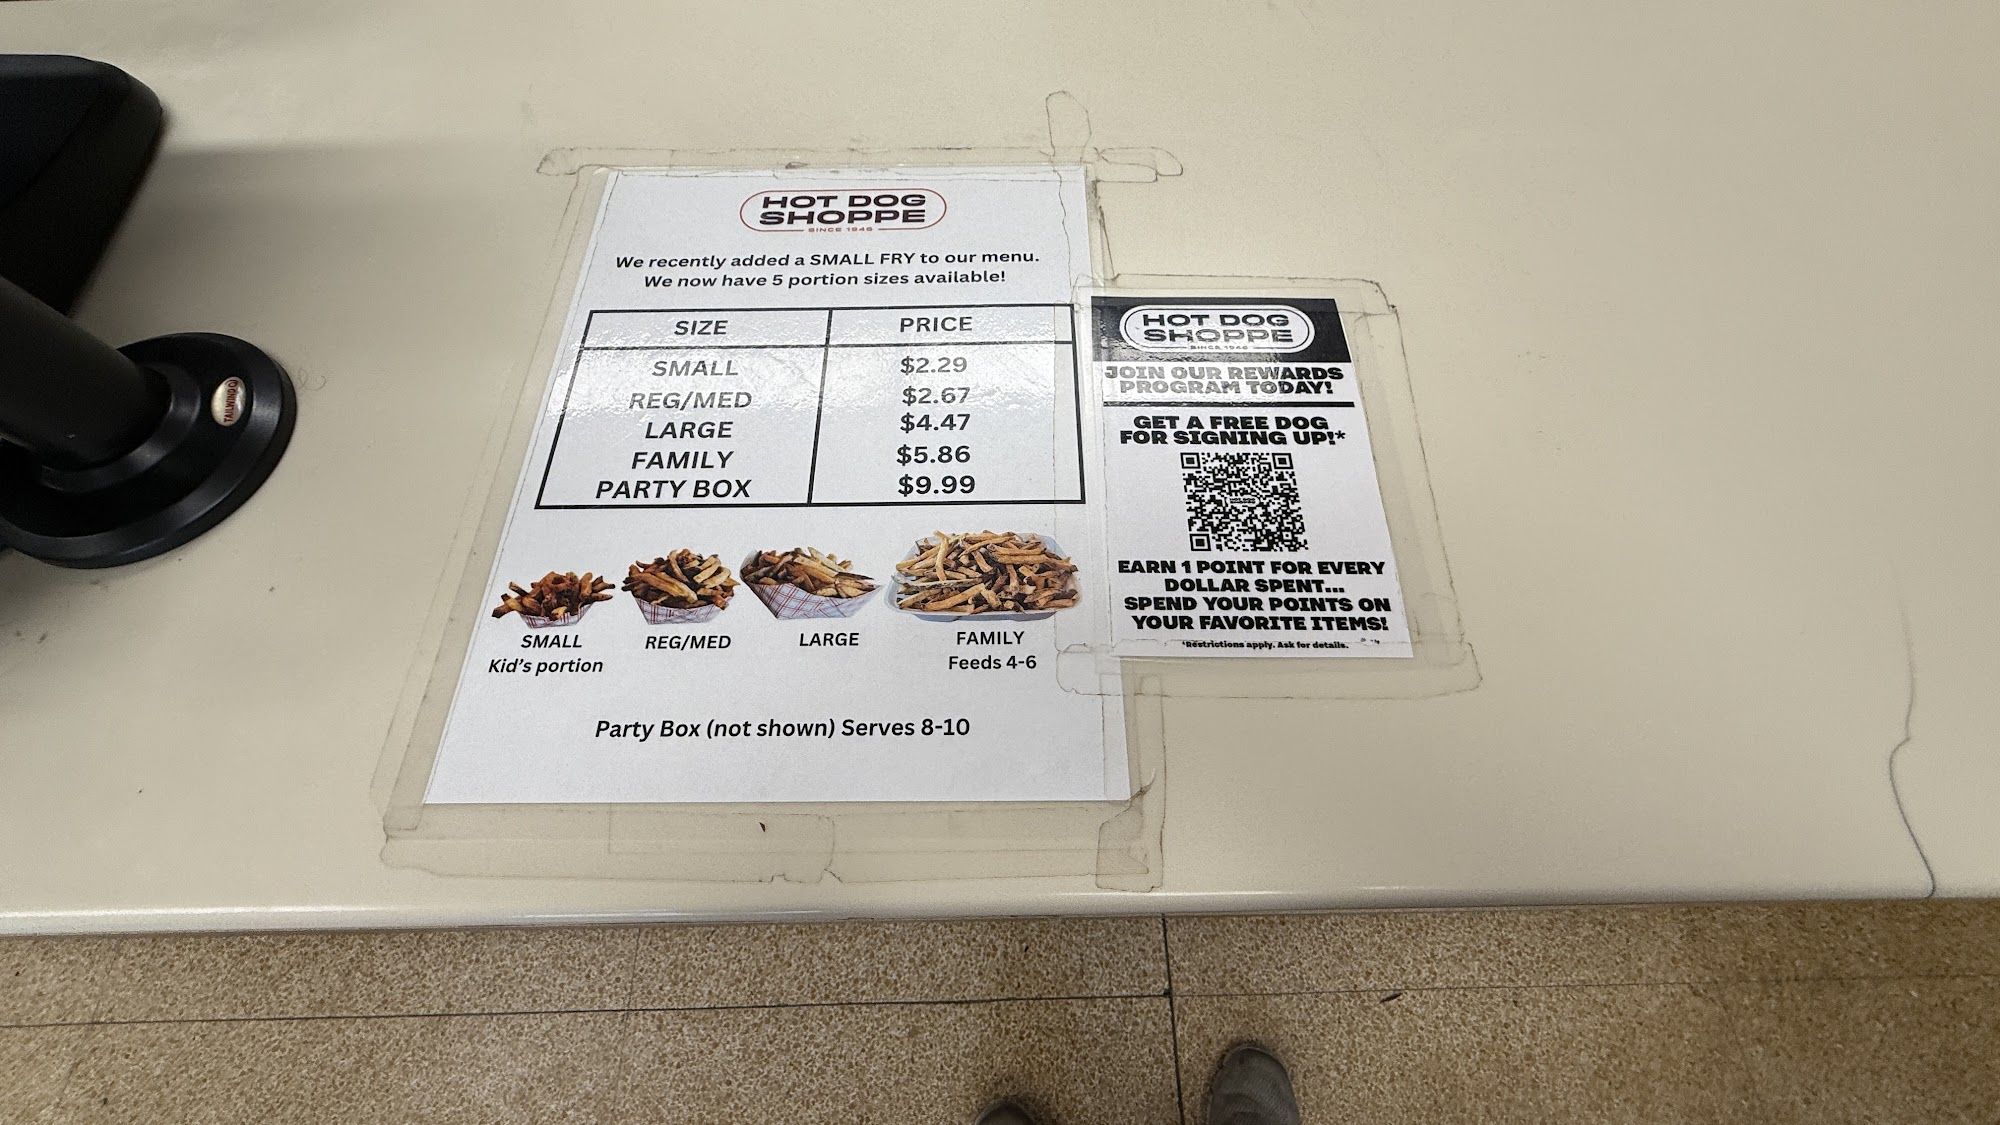 HOT DOG
SHOPPE
SINCE 1946
We recently added a SMALL FRY to our menu.
We now have 5 portion sizes available!
SIZE PRICE
SMALL $2.29
REG/MED $2.67
LARGE $4.47
FAMILY $5.86
PARTY BOX $9.99
SMALL
Kid's portion
REG/MED
LARGE
FAMILY
Feeds 4-6
Party Box (not shown) Serves 8-10
HOT DOG
SHOPPE
SINCE 1946
JOIN OUR REWARDS
PROGRAM TODAY!
GET A FREE DOG
FOR SIGNING UP!*
HOT DOG
SHOPPE
EARN 1 POINT FOR EVERY
DOLLAR SPENT...
SPEND YOUR POINTS ON
YOUR FAVORITE ITEMS!
*Restrictions apply. Ask for details.
TAILWIND